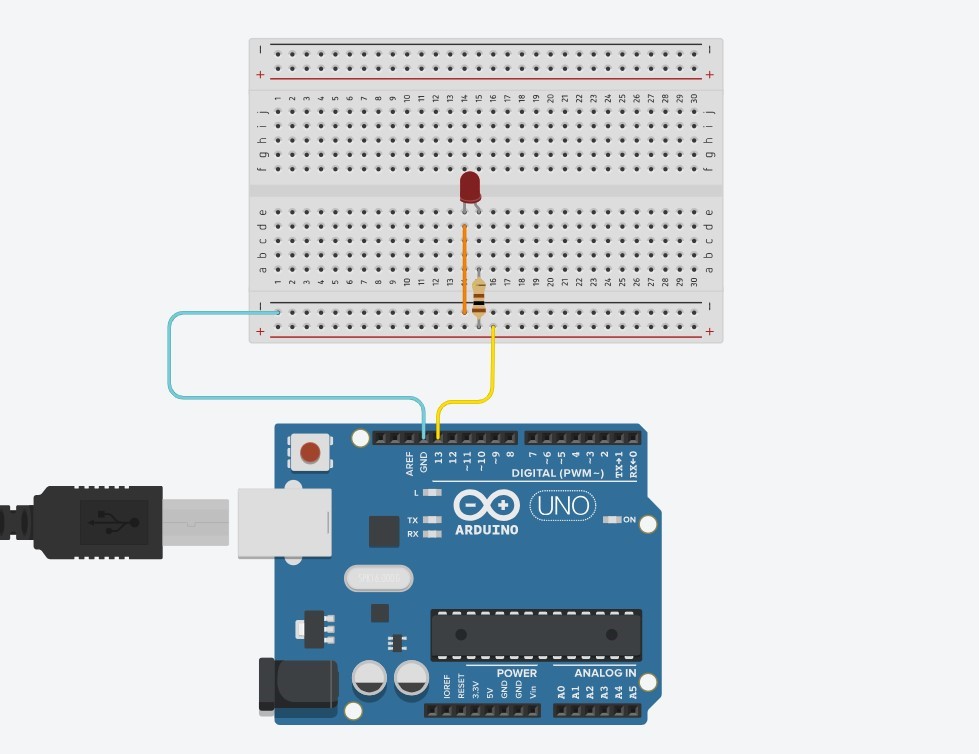 − −
+ +
1 2 3 4 5 6 7 8 9 10 11 12 13 14 15 16 17 18 19 20 21 22 23 24 25 26 27 28 29 30
j j
i i
h h
g g
f f
e e
d d
c c
b b
a a
1 2 3 4 5 6 7 8 9 10 11 12 13 16 17 18 19 20 21 22 23 24 25 26 27 28 29 30
− −
+ +
AREF GND 13 12 ~11 ~10 ~9 8 7 ~6 ~5 4 ~3 2 TX→1 RX←0
DIGITAL (PWM~)
L
UNO
TX
RX
ON
ARDUINO
POWER ANALOG IN
IOREF RESET 3.3V 5V GND GND Vin A0 A1 A2 A3 A4 A5